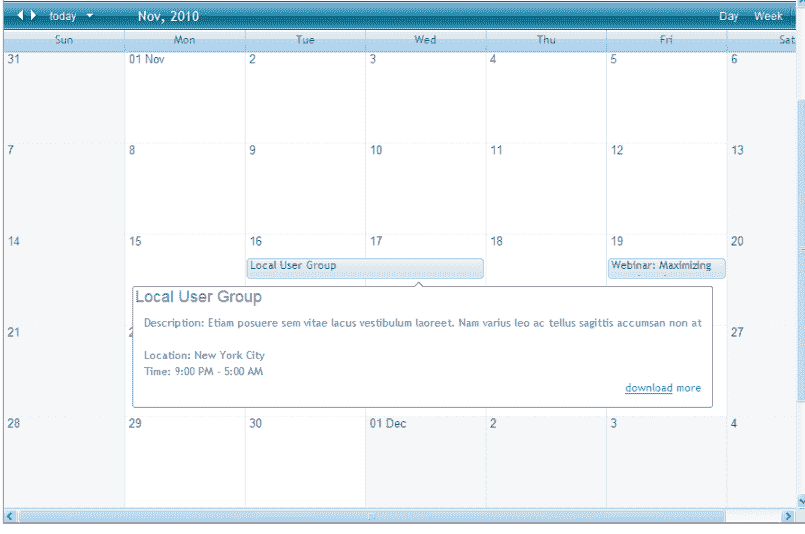 today Nov, 2010 Day Week
Sun Mon Tue Wed Thu Fri Sat
31 01 Nov 2 3 4 5 6
7 8 9 10 11 12 13
14 15 16 17 18 19 20
Local User Group Webinar: Maximizing
Local User Group
Description: Etiam posuere sem vitae lacus vestibulum laoreet. Nam varius leo ac tellus sagittis accumsan non at
21 27
Location: New York City
Time: 9:00 PM - 5:00 AM
download more
28 29 30 01 Dec 2 3 4